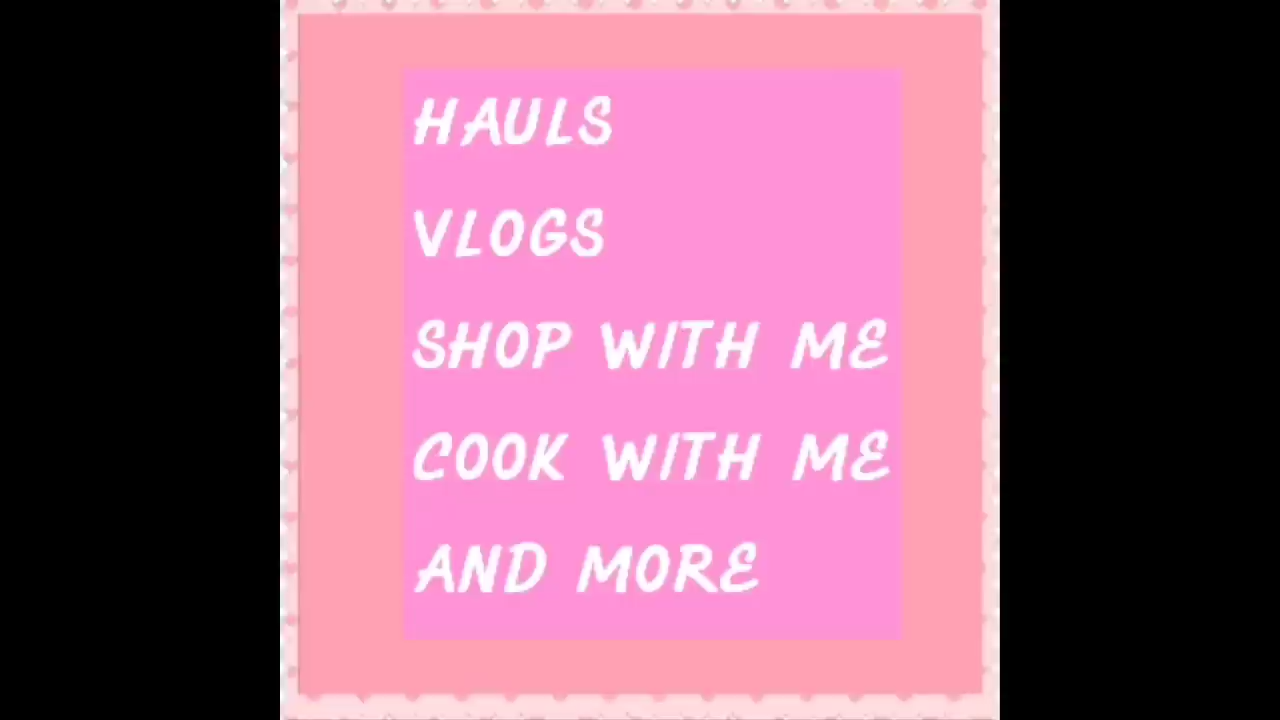 HAULS
VLOGS
SHOP WITH ME
COOK WITH ME
AND MORE